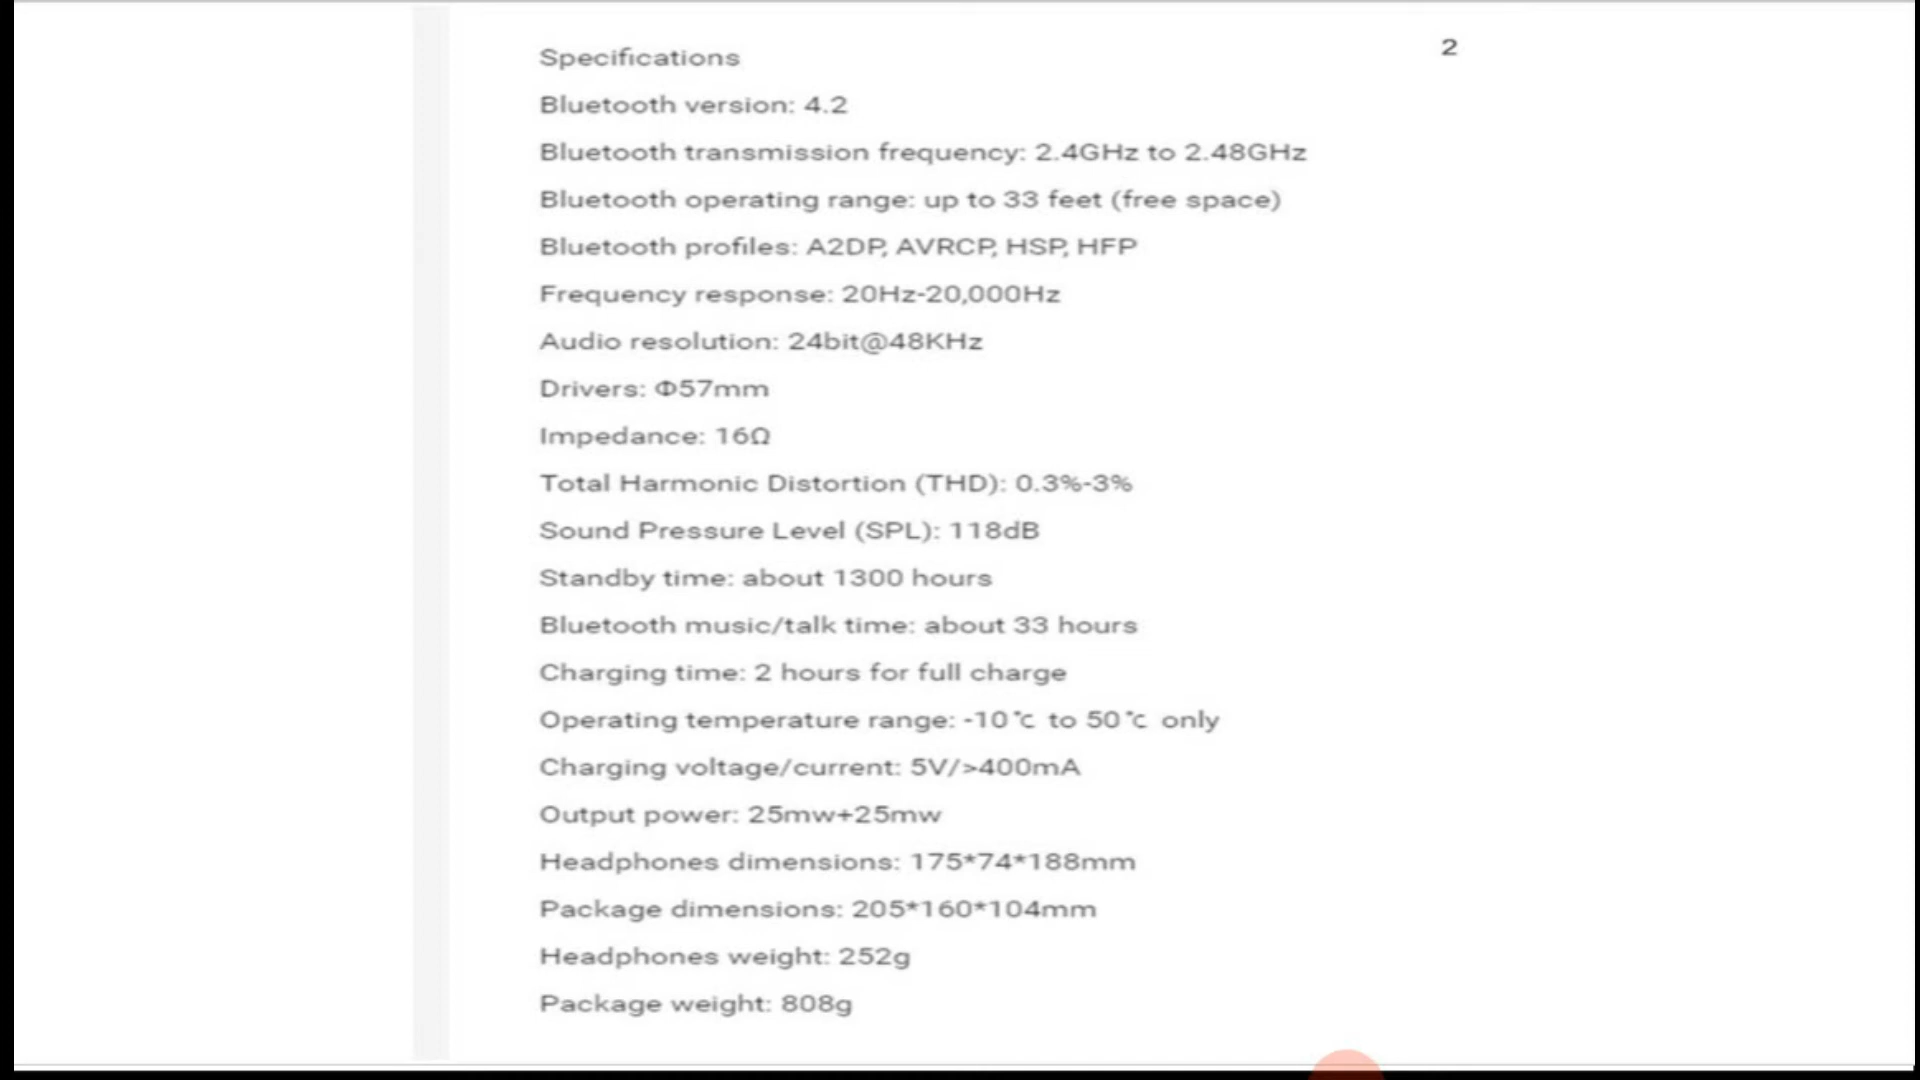 2
Specifications
Bluetooth version: 4.2
Bluetooth transmission frequency: 2.4GHz to 2.48GHz
Bluetooth operating range: up to 33 feet (free space)
Bluetooth profiles: A2DP, AVRCP, HSP, HFP
Frequency response: 20Hz-20,000Hz
Audio resolution: 24bit@48KHz
Drivers: Φ57mm
Impedance: 16Ω
Total Harmonic Distortion (THD): 0.3%-3%
Sound Pressure Level (SPL): 118dB
Standby time: about 1300 hours
Bluetooth music/talk time: about 33 hours
Charging time: 2 hours for full charge
Operating temperature range: -10℃ to 50℃ only
Charging voltage/current: 5V/>400mA
Output power: 25mw+25mw
Headphones dimensions: 175*74*188mm
Package dimensions: 205*160*104mm
Headphones weight: 252g
Package weight: 808g